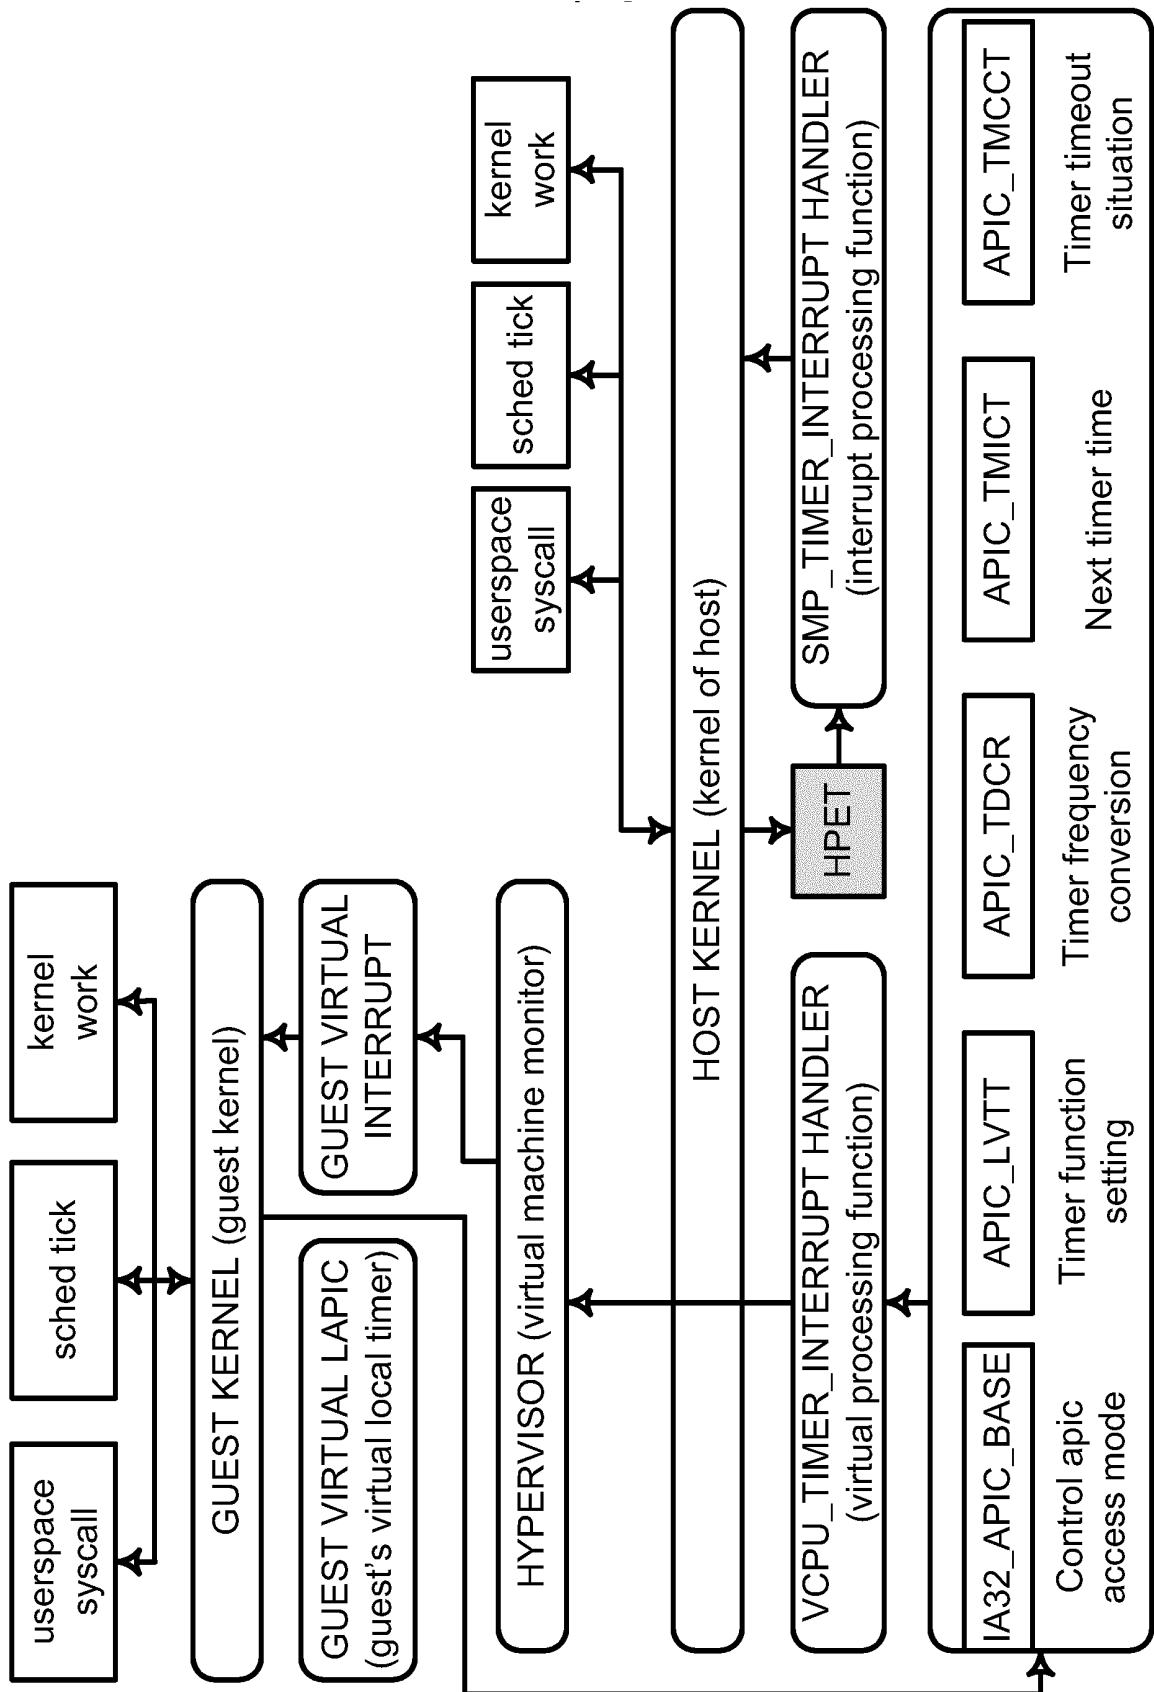 userspace
syscall
sched tick
kernel
work
GUEST KERNEL (guest kernel)
GUEST VIRTUAL LAPIC
(guest's virtual local timer)
GUEST VIRTUAL
INTERRUPT
userspace
syscall
sched tick
kernel
work
HYPERVISOR (virtual machine monitor)
HOST KERNEL (kernel of host)
VCPU_TIMER_INTERRUPT HANDLER
(virtual processing function)
HPET
SMP_TIMER_INTERRUPT HANDLER
(interrupt processing function)
IA32_APIC_BASE
APIC_LVTT
APIC_TDCR
APIC_TMICT
APIC_TMCCT
Control apic
access mode
Timer function
setting
Timer frequency
conversion
Next timer time
Timer timeout
situation